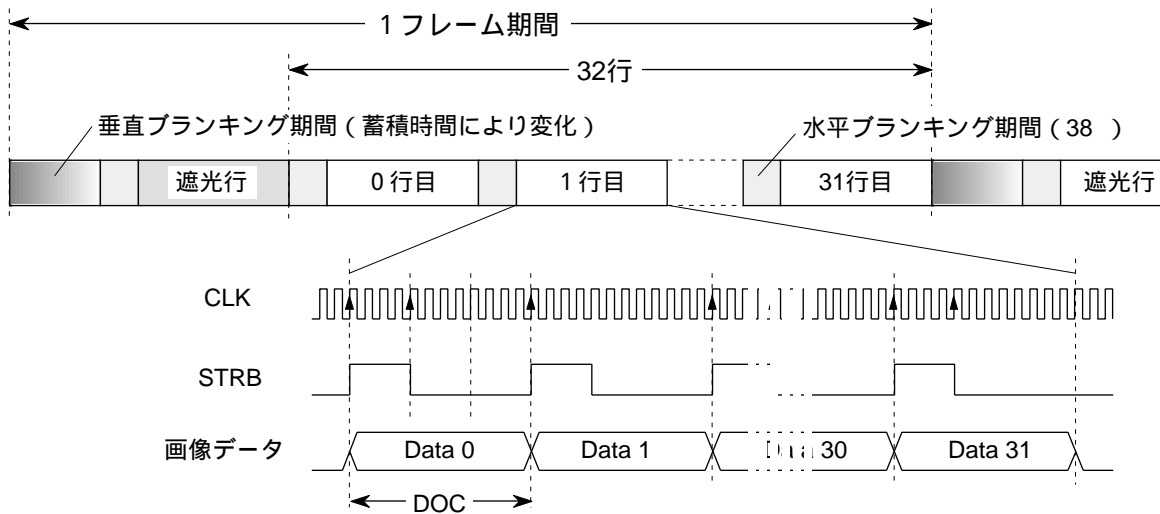 1 フレーム期間
32行
垂直ブランキング期間 ( 蓄積時間により変化 )
水平ブランキング期間 ( 38 )
遮光行
0 行目
1 行目
31行目
遮光行
CLK
STRB
画像データ
Data 0
Data 1
30
Data 31
DOC